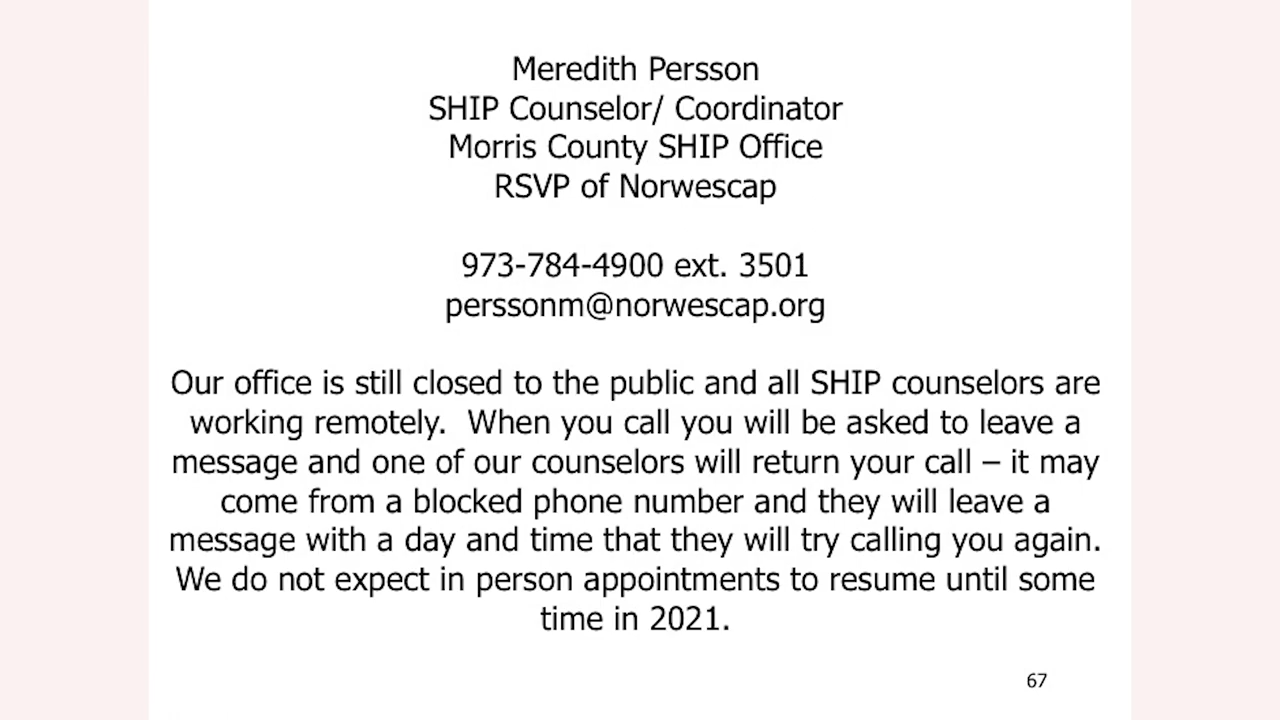 Meredith Persson
SHIP Counselor/ Coordinator
Morris County SHIP Office
RSVP of Norwescap
973-784-4900 ext. 3501
perssonm@norwescap.org
Our office is still closed to the public and all SHIP counselors are
working remotely.  When you call you will be asked to leave a
message and one of our counselors will return your call – it may
come from a blocked phone number and they will leave a
message with a day and time that they will try calling you again.
We do not expect in person appointments to resume until some
time in 2021.
67